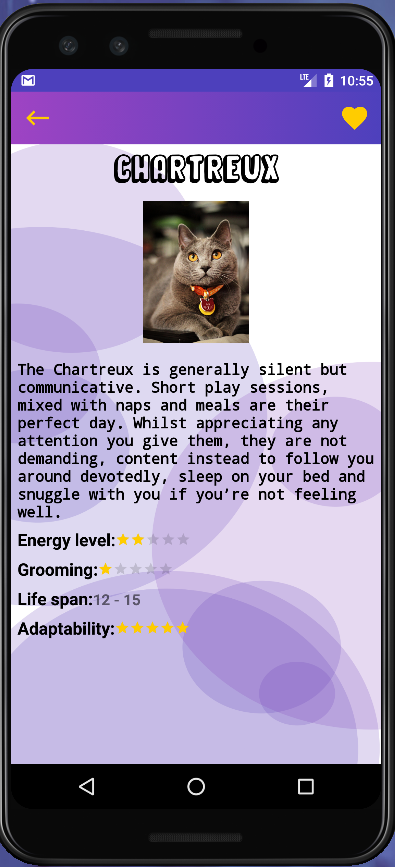 LTE 10:55
CHARTREUX
The Chartreux is generally silent but
communicative. Short play sessions,
mixed with naps and meals are their
perfect day. Whilst appreciating any
attention you give them, they are not
demanding, content instead to follow you
around devotedly, sleep on your bed and
snuggle with you if you’re not feeling
well.
Energy level:
Grooming:
Life span:12 - 15
Adaptability: